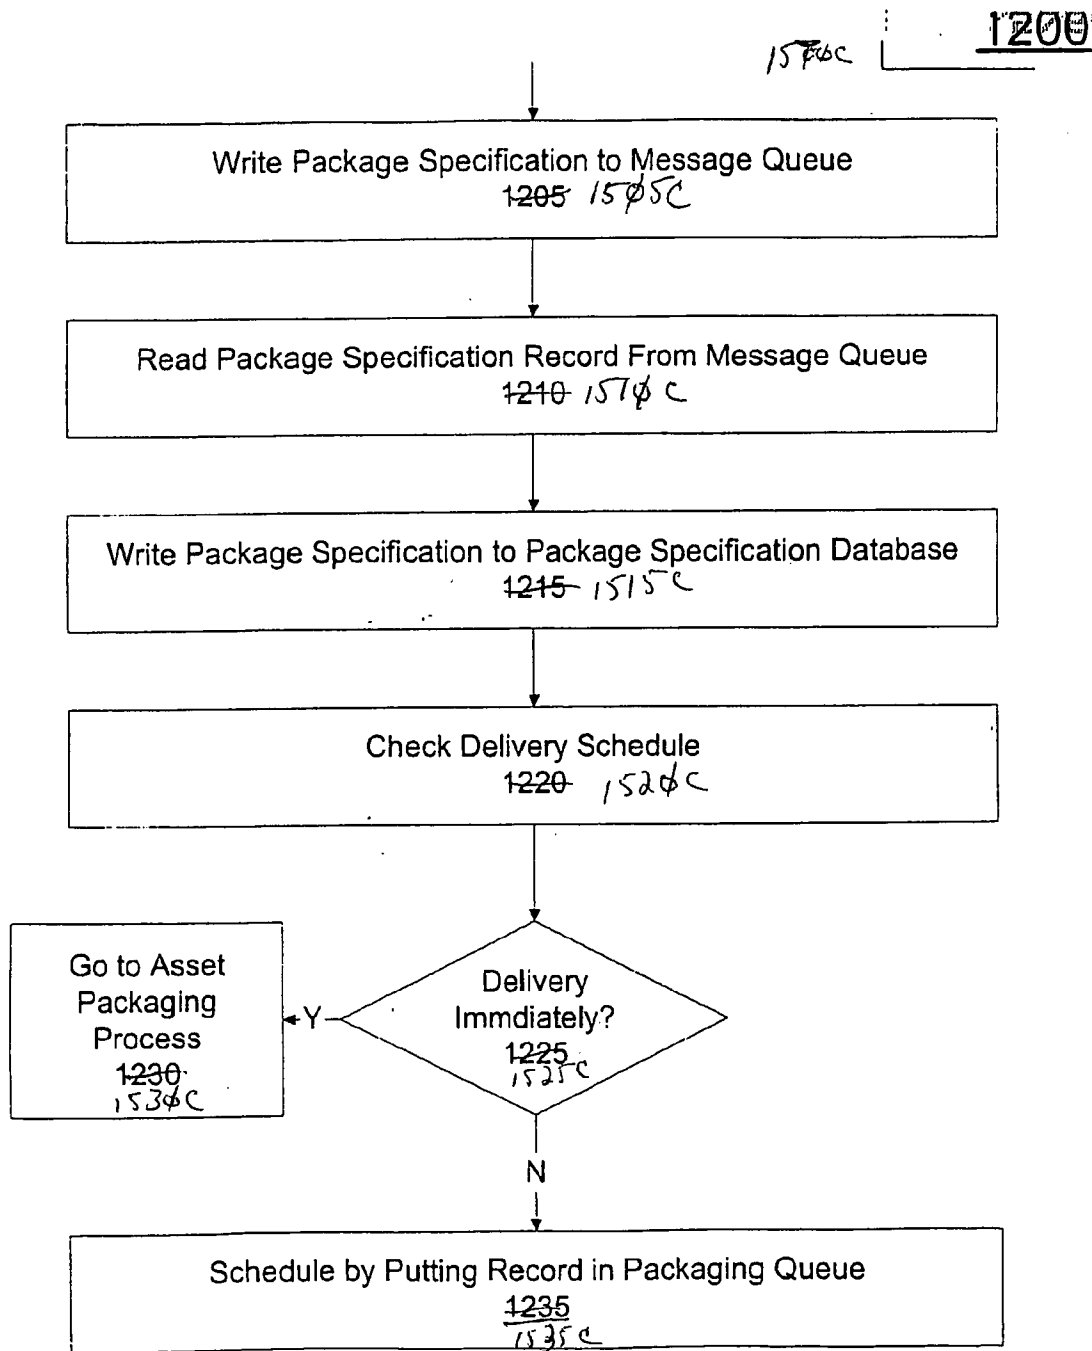 1200
Write Package Specification to Message Queue
1205 1505C
Read Package Specification Record From Message Queue
1210 1510C
Write Package Specification to Package Specification Database
1215 1515C
Check Delivery Schedule
1220 1520C
Go to Asset
Packaging
Process
1230
1530C
Y
Delivery
Immdiately?
1225
1525C
N
Schedule by Putting Record in Packaging Queue
1235
1535C